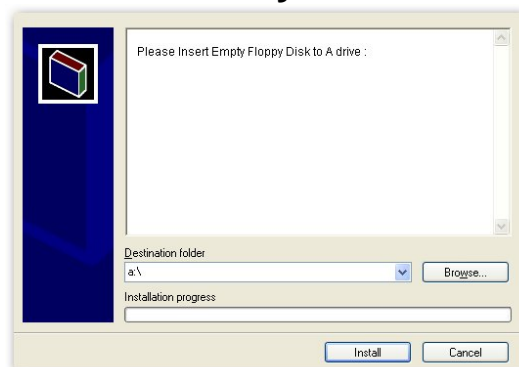 Please Insert Empty Floppy Disk to A drive :
Destination folder
a:\
Browse...
Installation progress
Install
Cancel